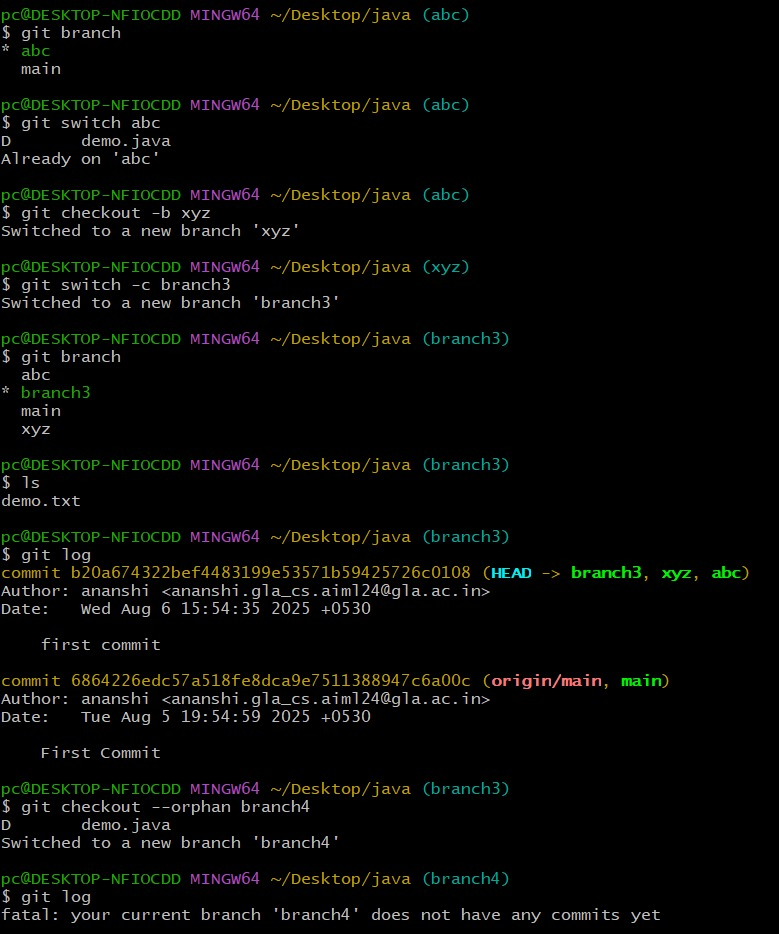 pc@DESKTOP-NFIOCDD MINGW64 ~/Desktop/java (abc)
$ git branch
* abc
  main

pc@DESKTOP-NFIOCDD MINGW64 ~/Desktop/java (abc)
$ git switch abc
D       demo.java
Already on 'abc'

pc@DESKTOP-NFIOCDD MINGW64 ~/Desktop/java (abc)
$ git checkout -b xyz
Switched to a new branch 'xyz'

pc@DESKTOP-NFIOCDD MINGW64 ~/Desktop/java (xyz)
$ git switch -c branch3
Switched to a new branch 'branch3'

pc@DESKTOP-NFIOCDD MINGW64 ~/Desktop/java (branch3)
$ git branch
  abc
* branch3
  main
  xyz

pc@DESKTOP-NFIOCDD MINGW64 ~/Desktop/java (branch3)
$ ls
demo.txt

pc@DESKTOP-NFIOCDD MINGW64 ~/Desktop/java (branch3)
$ git log
commit b20a674322bef4483199e53571b59425726c0108 (HEAD -> branch3, xyz, abc)
Author: ananshi <ananshi.gla_cs.aiml24@gla.ac.in>
Date:   Wed Aug 6 15:54:35 2025 +0530

    first commit

commit 6864226edc57a518fe8dca9e7511388947c6a00c (origin/main, main)
Author: ananshi <ananshi.gla_cs.aiml24@gla.ac.in>
Date:   Tue Aug 5 19:54:59 2025 +0530

    First Commit

pc@DESKTOP-NFIOCDD MINGW64 ~/Desktop/java (branch3)
$ git checkout --orphan branch4
D       demo.java
Switched to a new branch 'branch4'

pc@DESKTOP-NFIOCDD MINGW64 ~/Desktop/java (branch4)
$ git log
fatal: your current branch 'branch4' does not have any commits yet